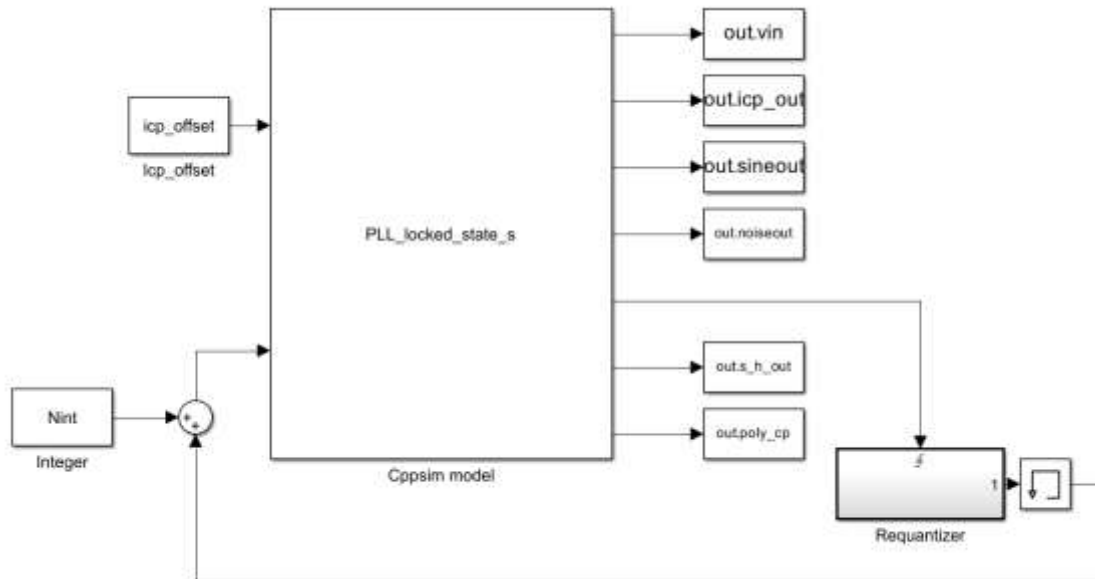 out.vin
out.icp_out
icp_offset
Icp_offset
out.sineout
PLL_locked_state_s
out.noiseout
out.s_h_out
Nint
+
+
out.poly_cp
Integer
Cppsim model
1
Requantizer